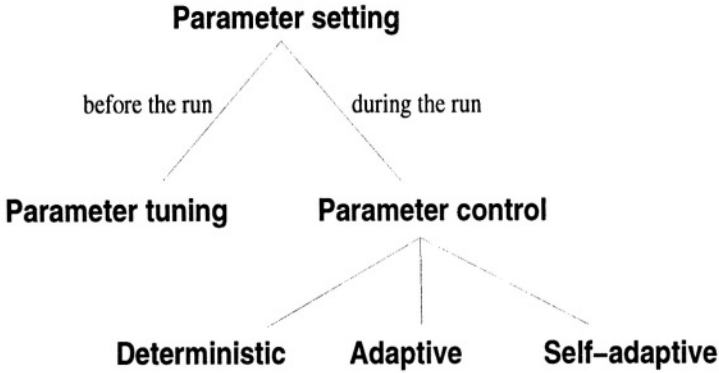 Parameter setting
before the run
during the run
Parameter tuning
Parameter control
Deterministic
Adaptive
Self–adaptive